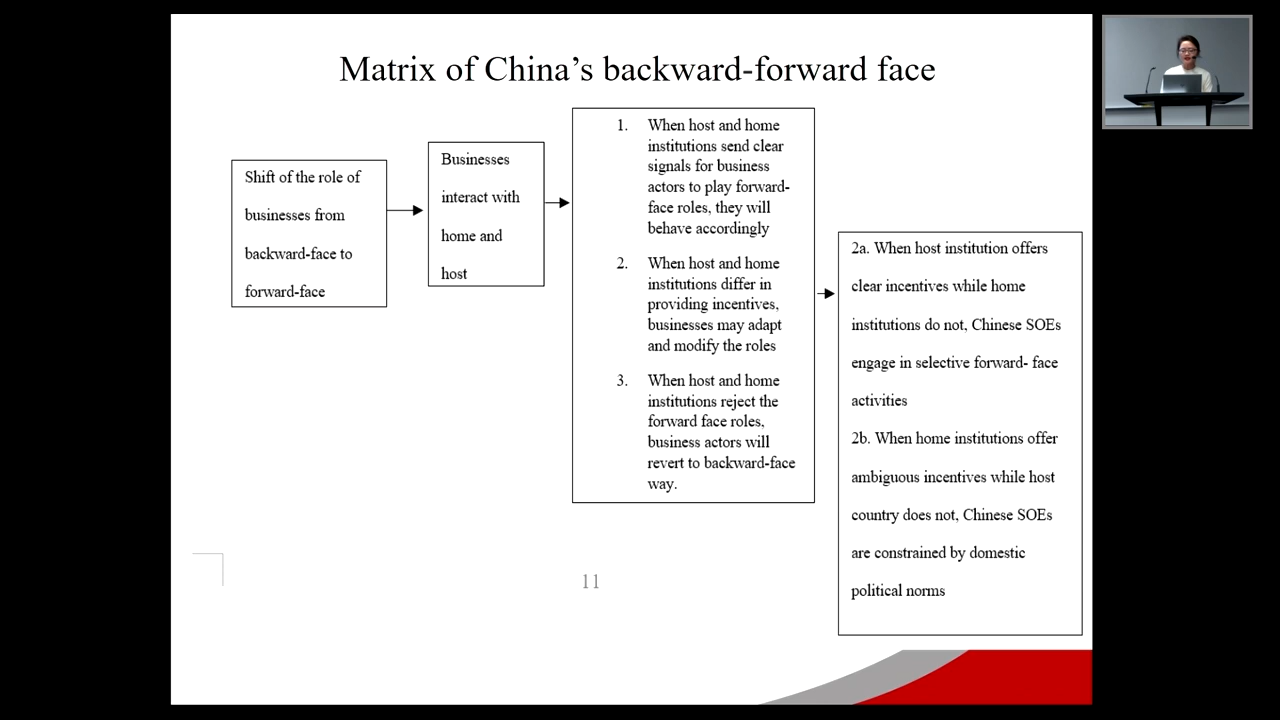 Matrix of China's backward-forward face
Shift of the role of
businesses from
backward-face to
forward-face
Businesses
interact with
home and
host
1. When host and home
institutions send clear
signals for business
actors to play forward-
face roles, they will
behave accordingly
2. When host and home
institutions differ in
providing incentives,
businesses may adapt
and modify the roles
3. When host and home
institutions reject the
forward face roles,
business actors will
revert to backward-face
way.
2a. When host institution offers
clear incentives while home
institutions do not, Chinese SOEs
engage in selective forward- face
activities
2b. When home institutions offer
ambiguous incentives while host
country does not, Chinese SOEs
are constrained by domestic
political norms
11